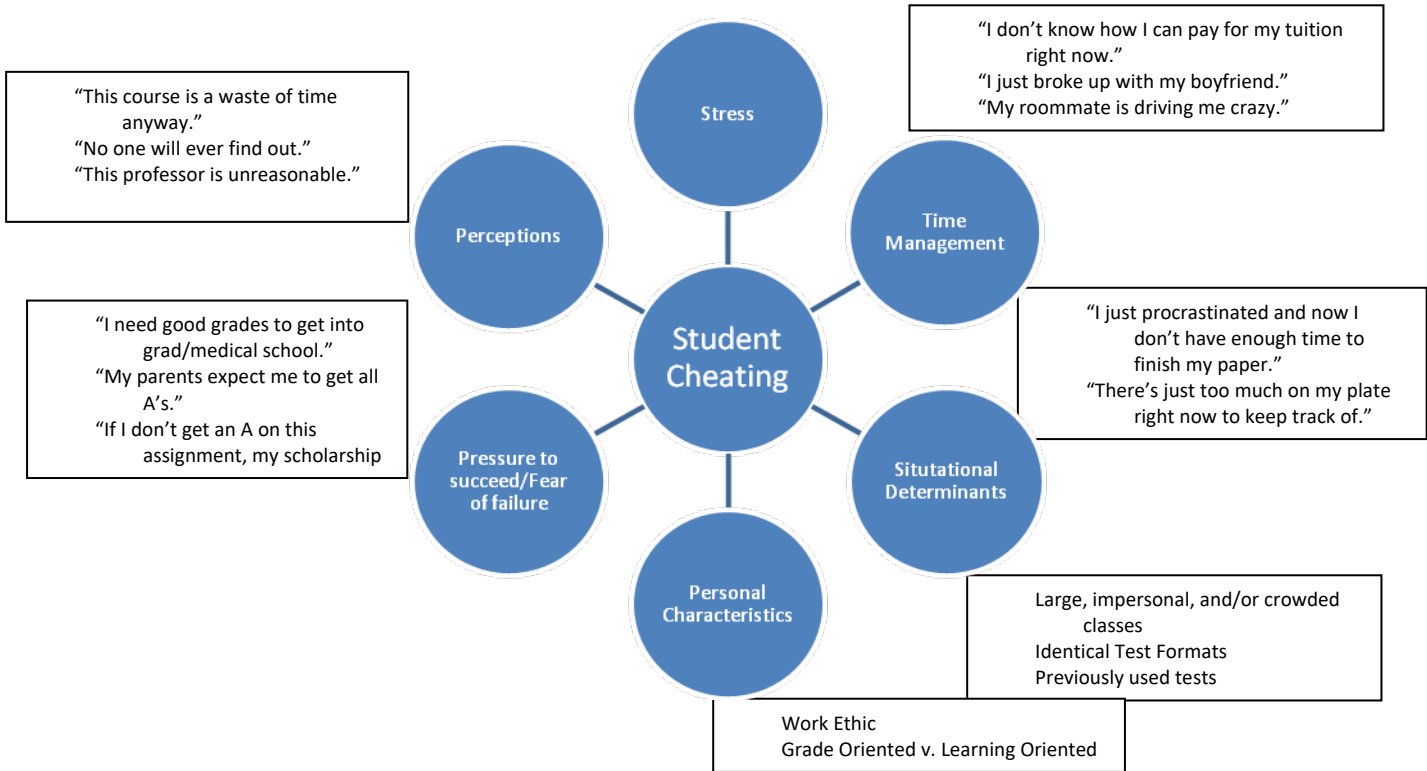 “I don’t know how I can pay for my tuition
right now.”
“I just broke up with my boyfriend.”
“My roommate is driving me crazy.”
“This course is a waste of time
anyway.”
“No one will ever find out.”
“This professor is unreasonable.”
Stress
Perceptions
Time
Management
“I need good grades to get into
grad/medical school.”
“My parents expect me to get all
A’s.”
“If I don’t get an A on this
assignment, my scholarship
Student
Cheating
“I just procrastinated and now I
don’t have enough time to
finish my paper.”
“There’s just too much on my plate
right now to keep track of.”
Pressure to
succeed/Fear
of failure
Situtational
Determinants
Personal
Characteristics
Large, impersonal, and/or crowded
classes
Identical Test Formats
Previously used tests
Work Ethic
Grade Oriented v. Learning Oriented